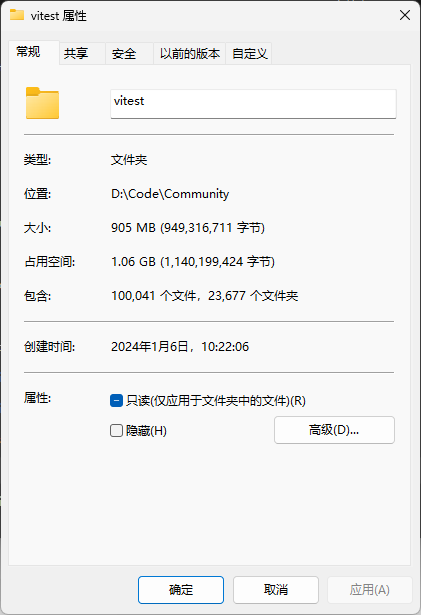 vitest 属性
常规 共享 安全 以前的版本 自定义
vitest
类型: 文件夹
位置: D:\Code\Community
大小: 905 MB (949,316,711 字节)
占用空间: 1.06 GB (1,140,199,424 字节)
包含: 100,041 个文件，23,677 个文件夹
创建时间: 2024年1月6日，10:22:06
属性: 只读(仅应用于文件夹中的文件)(R)
隐藏(H) 高级(D)...
确定 取消 应用(A)